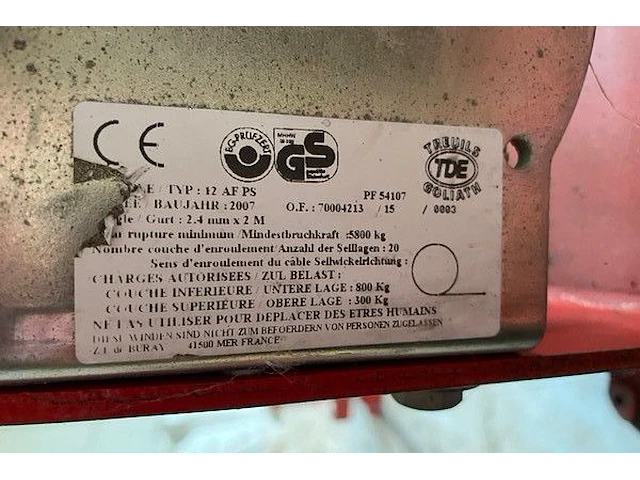 CE
EG-PRÜFZERT
GS
TREUILS
TDE
GOLIATH
/ TYP : 12 AF PS
PF 54107
/ BAUJAHR : 2007 O.F. : 70004213 / 15 / 0003
/ Gurt : 2.4 mm x 2 M
rupture minimum /Mindestbruchkraft :5800 kg
Nombre couche d'enroulement/Anzahl der Seillagen : 20
Sens d'enroulement du câble Seilwickelrichtung :
CHARGES AUTORISEES / ZUL BELAST :
COUCHE INFERIEURE / UNTERE LAGE : 800 Kg
COUCHE SUPERIEURE / OBERE LAGE : 300 Kg
NE PAS UTILISER POUR DEPLACER DES ETRES HUMAINS
DIESE WINDEN SIND NICHT ZUM BEFOERDERN VON PERSONEN ZUGELASSEN
Z.I. de BURAY 41500 MER FRANCE